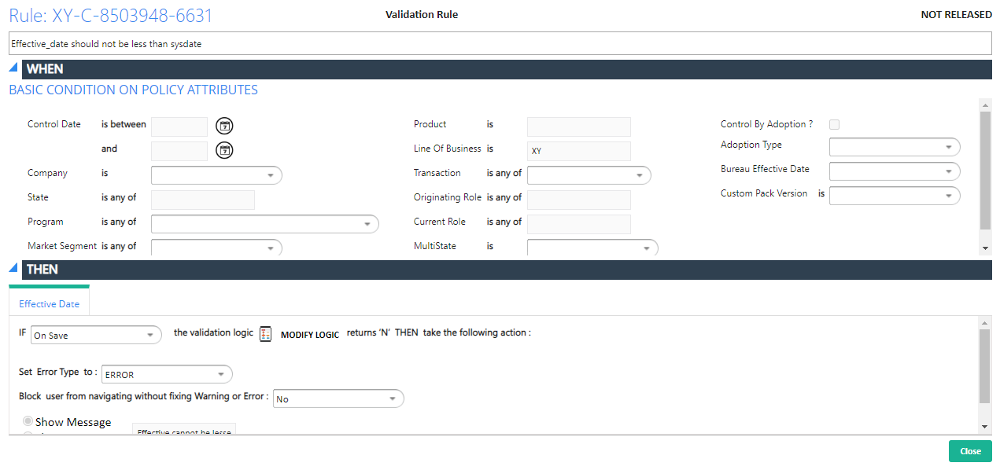 Rule: XY-C-8503948-6631 Validation Rule NOT RELEASED
Effective_date should not be less than sysdate
WHEN
BASIC CONDITION ON POLICY ATTRIBUTES
Control Date is between 7 Product is Control By Adoption ?
and 7 Line Of Business is XY Adoption Type
Company is Transaction is any of Bureau Effective Date
State is any of Originating Role is any of Custom Pack Version is
Program is any of Current Role is any of
Market Segment is any of MultiState is
THEN
Effective Date
IF On Save the validation logic MODIFY LOGIC returns 'N' THEN take the following action :
Set Error Type to : ERROR
Block user from navigating without fixing Warning or Error : No
Show Message
Effective cannot be lesse
Close